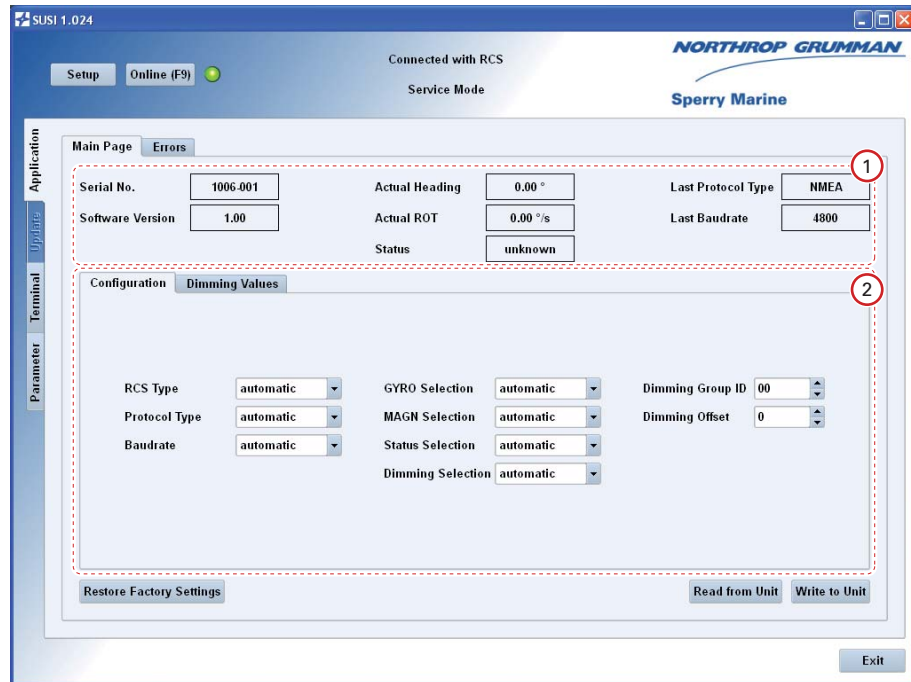 SUSI 1.024
Setup
Online (F9)
Connected with RCS
Service Mode
NORTHROP GRUMMAN
Sperry Marine
Application
Update
Terminal
Parameter
Main Page
Errors
1
Serial No. 1006-001
Actual Heading 0.00 °
Last Protocol Type NMEA
Software Version 1.00
Actual ROT 0.00 °/s
Last Baudrate 4800
Status unknown
Configuration
Dimming Values
2
RCS Type automatic
GYRO Selection automatic
Dimming Group ID 00
Protocol Type automatic
MAGN Selection automatic
Dimming Offset 0
Baudrate automatic
Status Selection automatic
Dimming Selection automatic
Restore Factory Settings
Read from Unit
Write to Unit
Exit